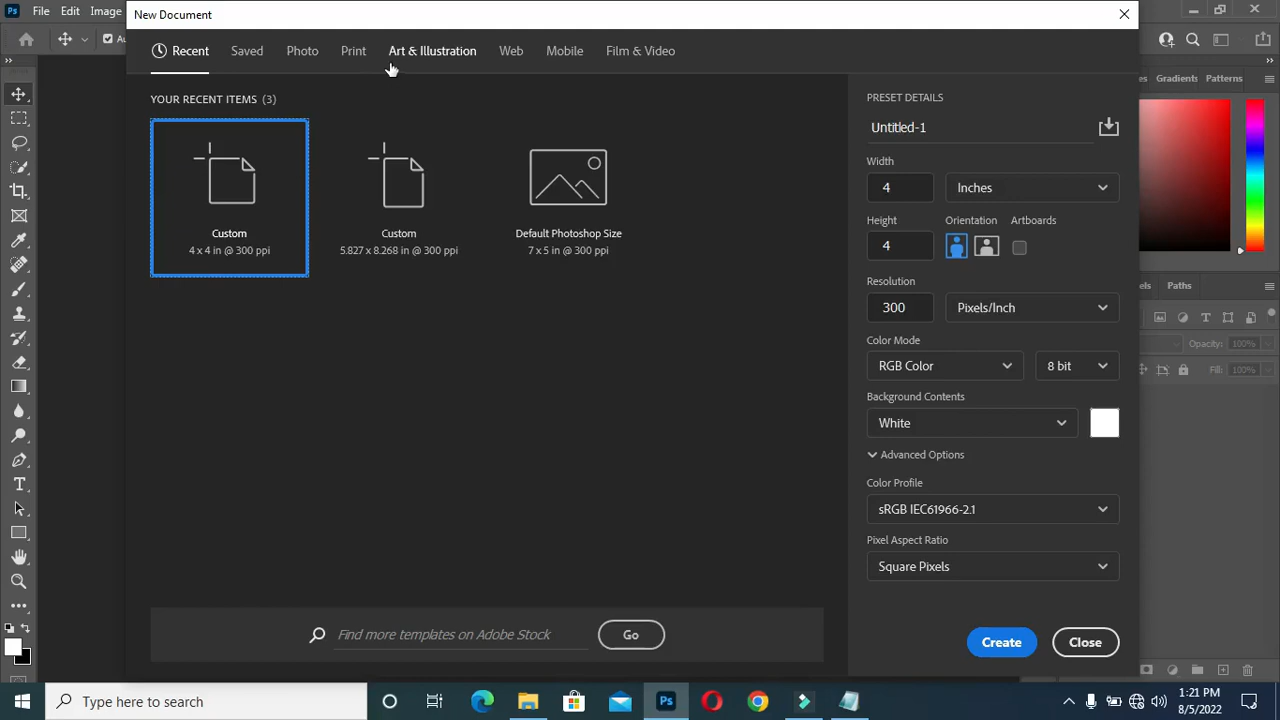 Ps File Edit Image
New Document
Recent Saved Photo Print Art & Illustration Web Mobile Film & Video
YOUR RECENT ITEMS (3)
Custom
4 x 4 in @ 300 ppi
Custom
5.827 x 8.268 in @ 300 ppi
Default Photoshop Size
7 x 5 in @ 300 ppi
Find more templates on Adobe Stock
Go
PRESET DETAILS
Untitled-1
Width
4 Inches
Height Orientation Artboards
4
Resolution
300 Pixels/Inch
Color Mode
RGB Color 8 bit
Background Contents
White
Advanced Options
Color Profile
sRGB IEC61966-2.1
Pixel Aspect Ratio
Square Pixels
Create Close
Gradients Patterns
Paths
Opacity: 100%
Fill: 100%
Type here to search
Ps
1:21 PM
8/5/2022